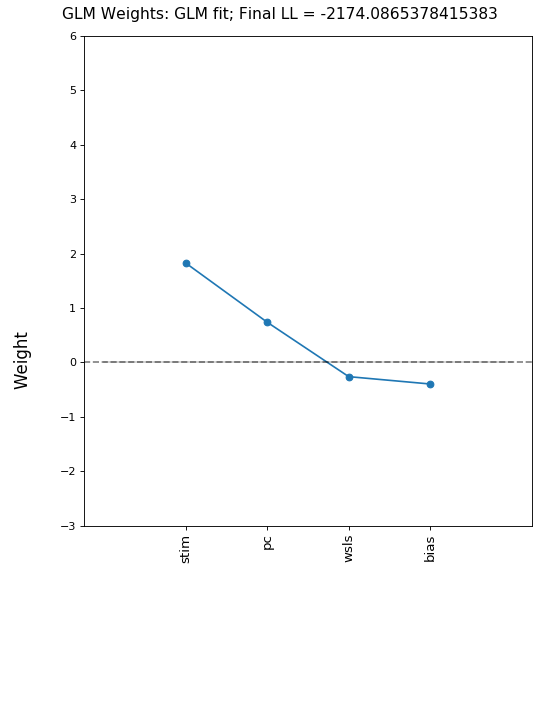 GLM Weights: GLM fit; Final LL = -2174.0865378415383
6
5
4
3
2
1
0
−1
−2
−3
Weight
stim
pc
wsls
bias